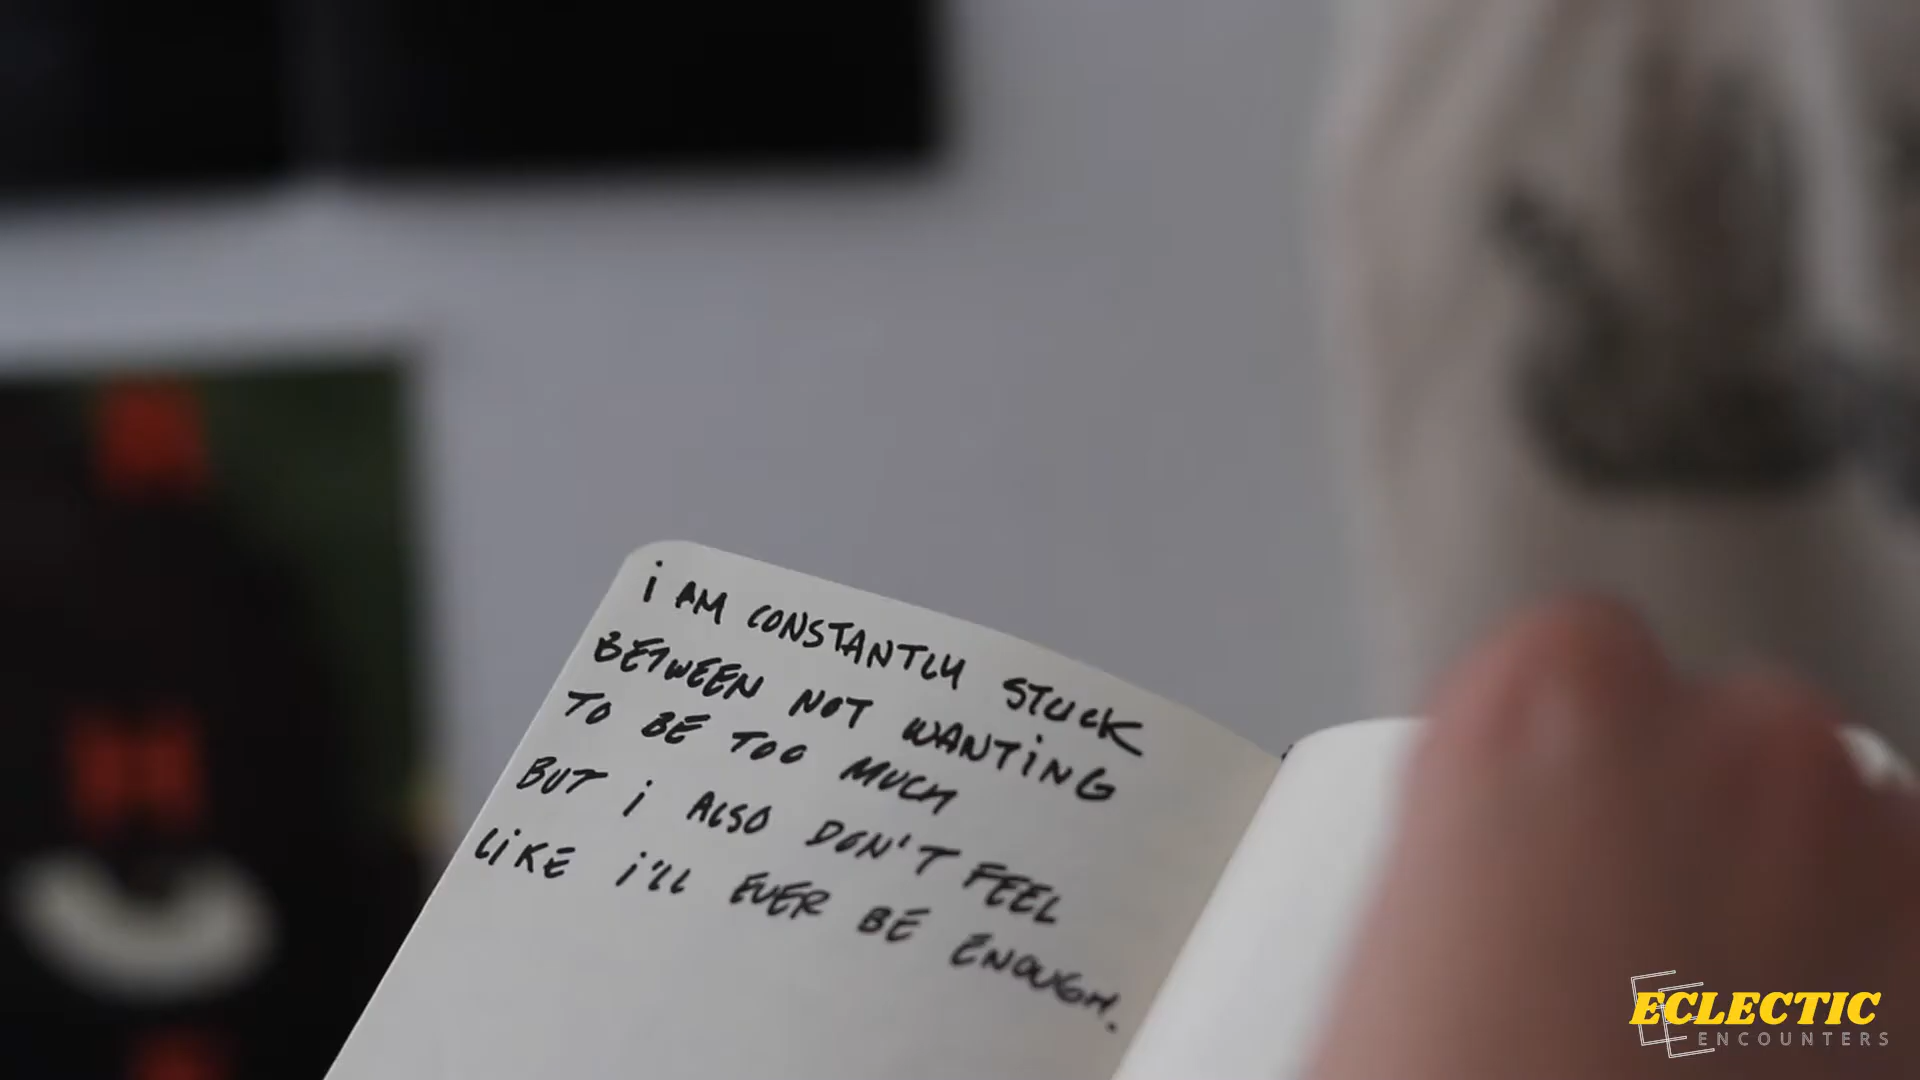 i AM CONSTANTLY STUCK
BETWEEN NOT WANTiNG
TO BE TOO MUCH
BUT i ALSO DON'T FEEL
LiKE i'LL EVER BE ENOUGH.
ECLECTIC
ENCOUNTERS